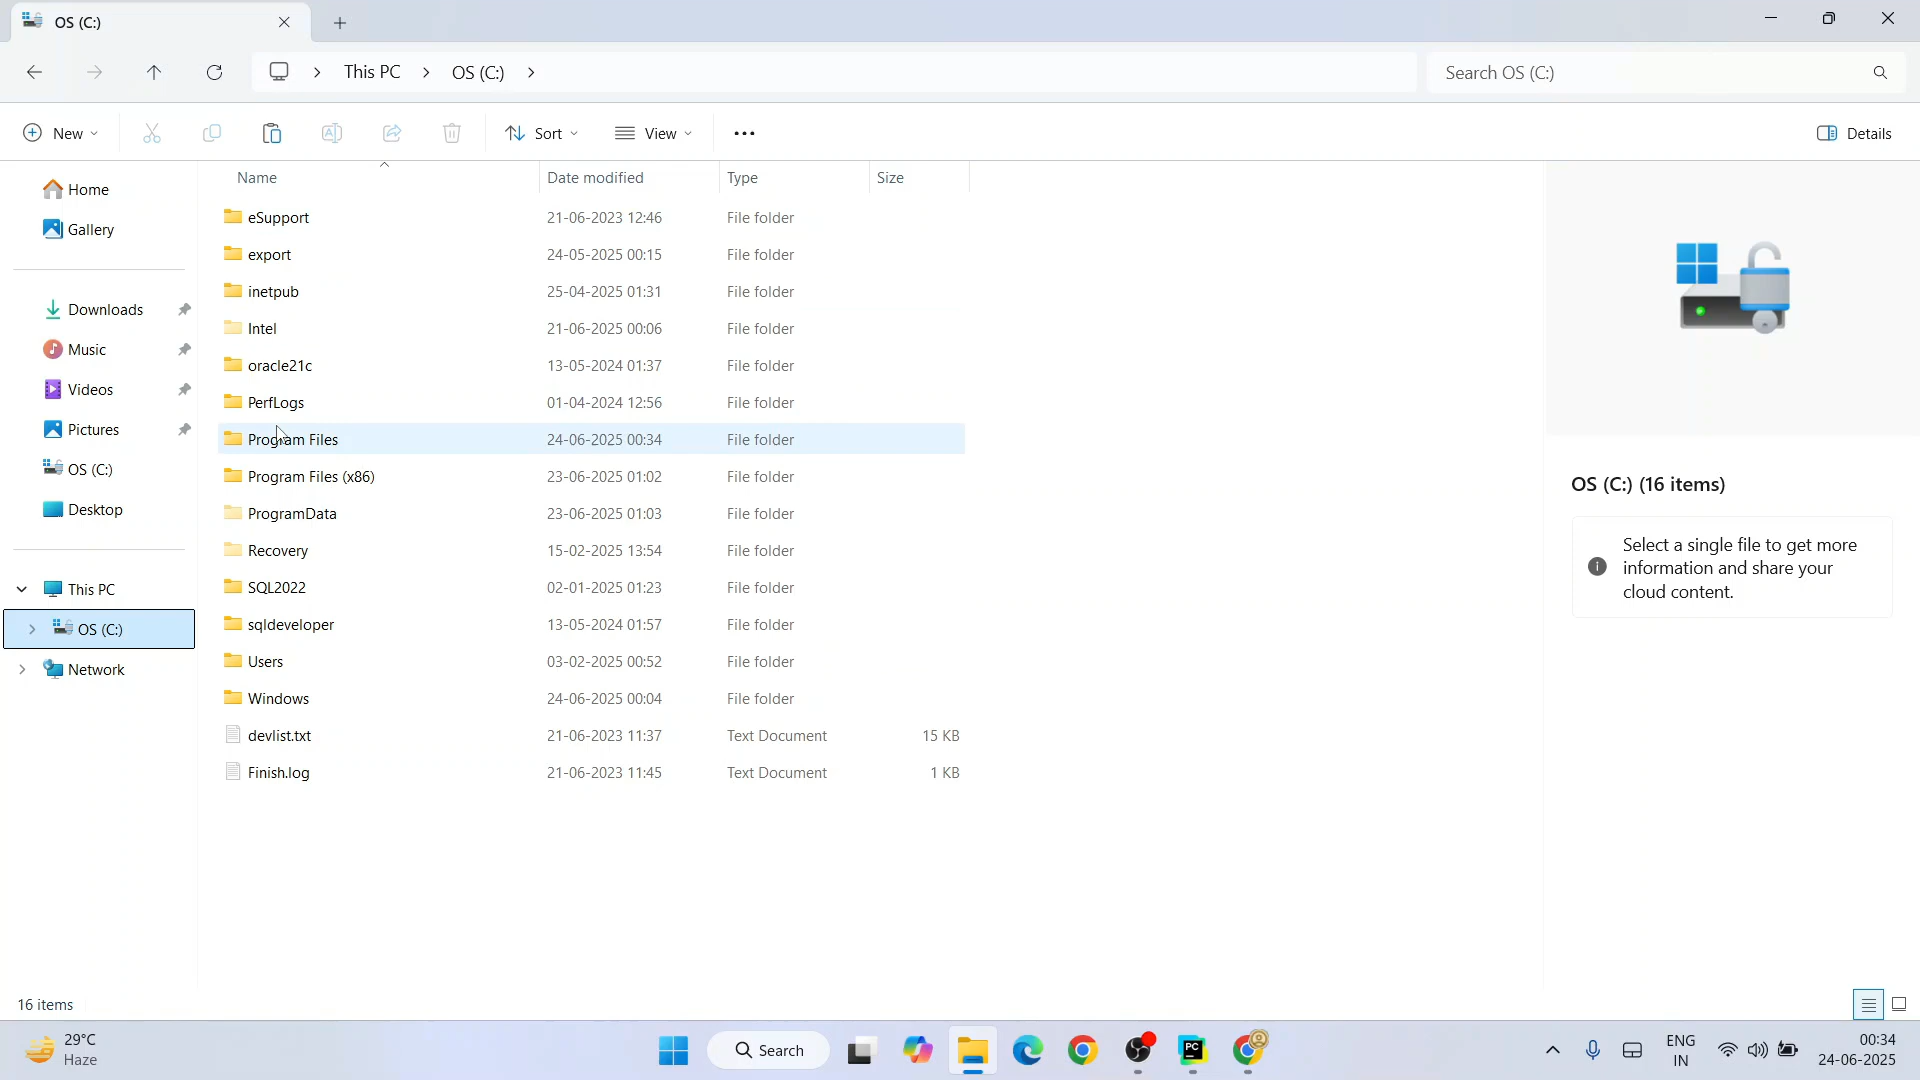 OS (C:)
This PC
OS (C:)
Search OS (C:)
New
Sort
View
Details
Name
Date modified
Type
Size
Home
Gallery
Downloads
Music
Videos
Pictures
OS (C:)
Desktop
This PC
OS (C:)
Network
eSupport 21-06-2023 12:46 File folder
export 24-05-2025 00:15 File folder
inetpub 25-04-2025 01:31 File folder
Intel 21-06-2025 00:06 File folder
oracle21c 13-05-2024 01:37 File folder
PerfLogs 01-04-2024 12:56 File folder
Program Files 24-06-2025 00:34 File folder
Program Files (x86) 23-06-2025 01:02 File folder
ProgramData 23-06-2025 01:03 File folder
Recovery 15-02-2025 13:54 File folder
SQL2022 02-01-2025 01:23 File folder
sqldeveloper 13-05-2024 01:57 File folder
Users 03-02-2025 00:52 File folder
Windows 24-06-2025 00:04 File folder
devlist.txt 21-06-2023 11:37 Text Document 15 KB
Finish.log 21-06-2023 11:45 Text Document 1 KB
OS (C:) (16 items)
Select a single file to get more
information and share your
cloud content.
16 items
29°C
Haze
Search
PC
ENG
IN
00:34
24-06-2025